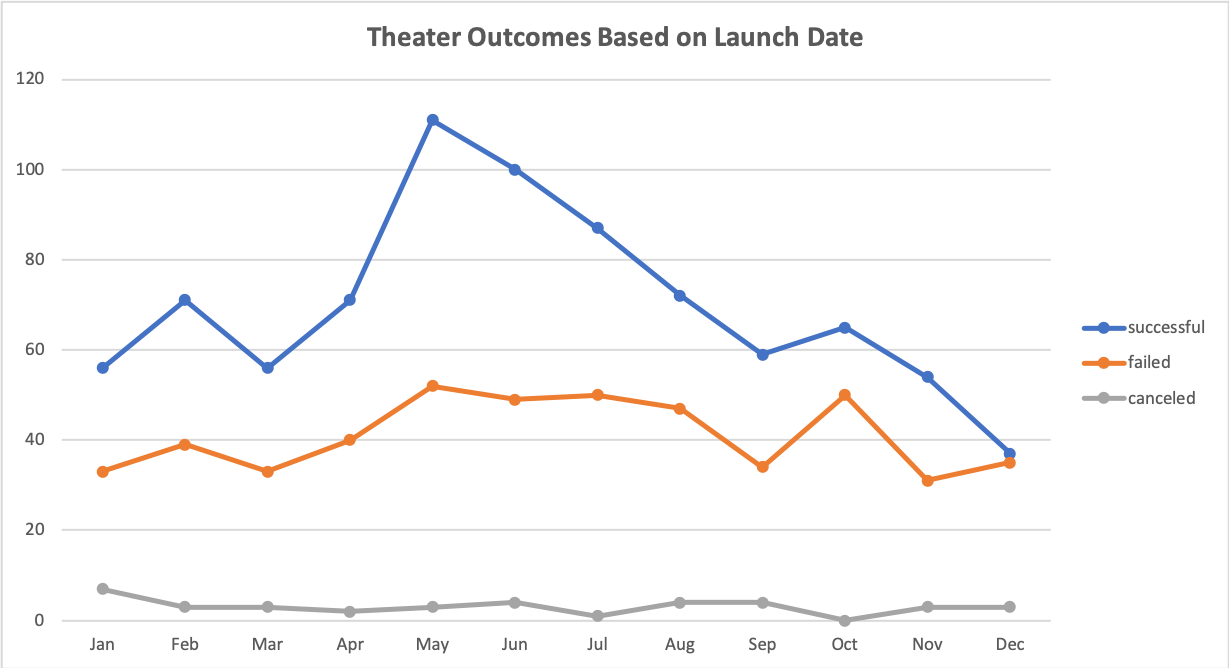 Theater Outcomes Based on Launch Date
120
100
80
60
40
20
0
Jan Feb Mar Apr May Jun Jul Aug Sep Oct Nov Dec
successful
failed
canceled